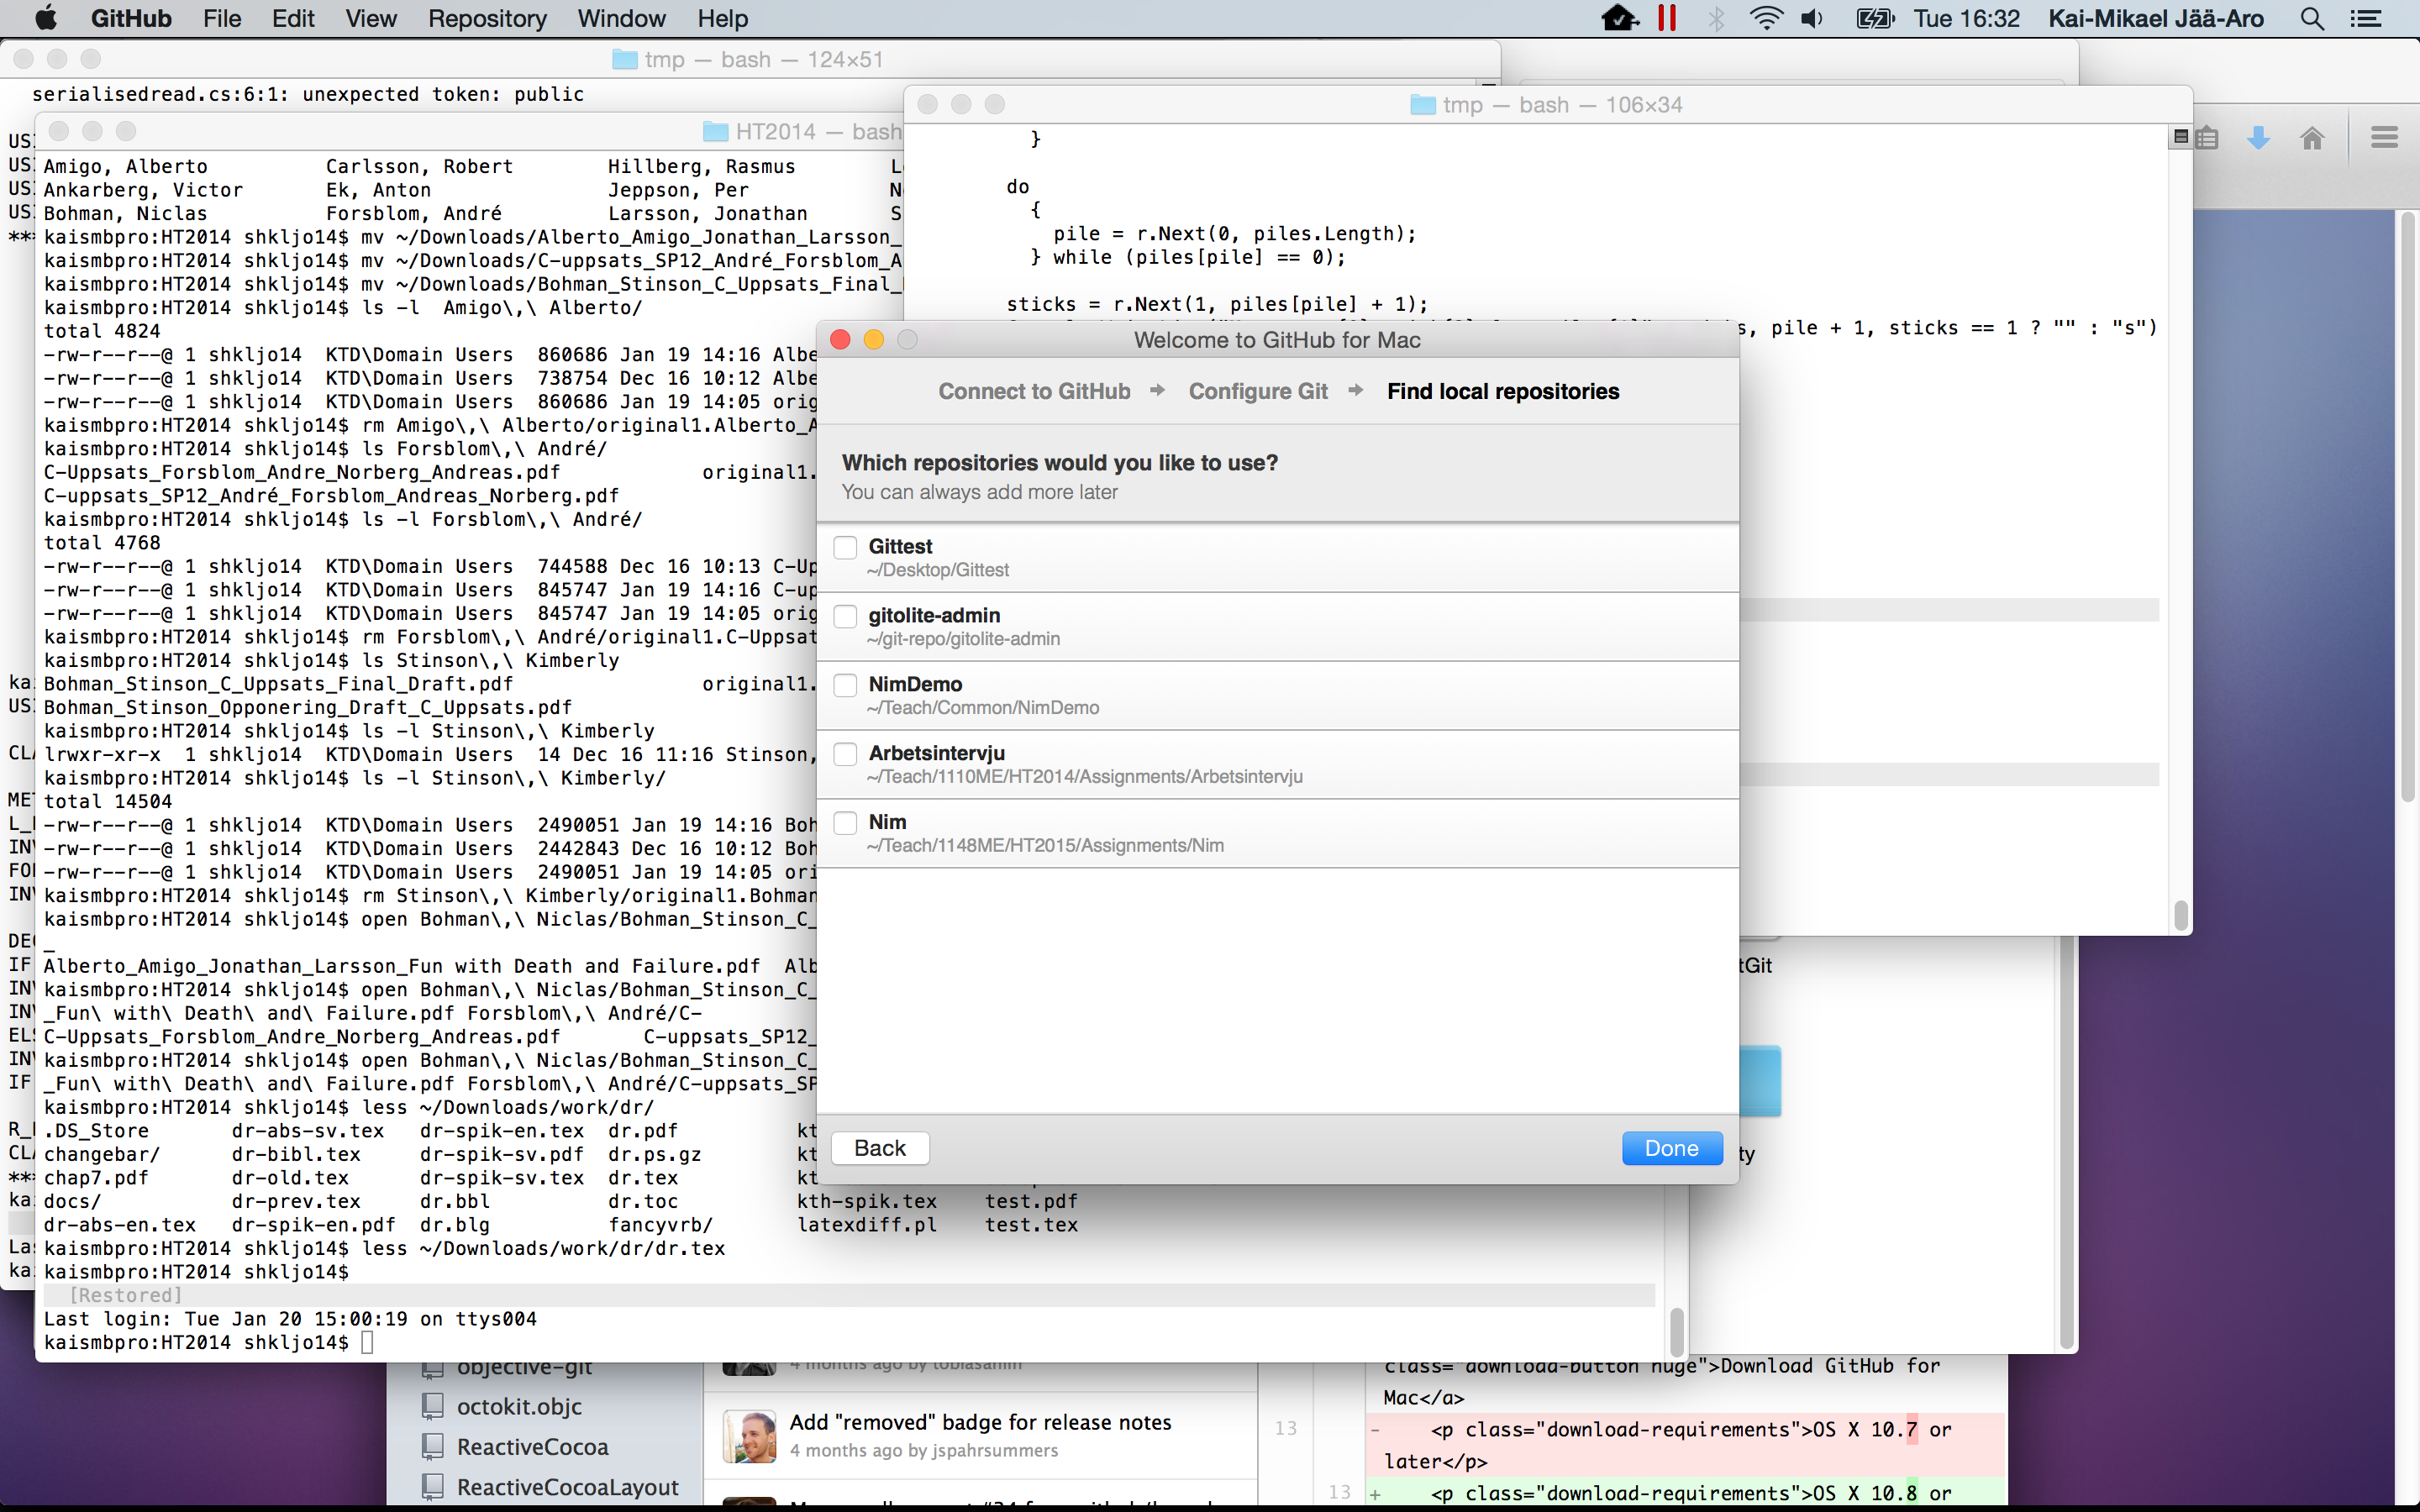 GitHub File Edit View Repository Window Help Tue 16:32 Kai-Mikael Jää-Aro
tmp — bash — 124×51
serialisedread.cs:6:1: unexpected token: public
HT2014 — bash
Amigo, Alberto Carlsson, Robert Hillberg, Rasmus
Ankarberg, Victor Ek, Anton Jeppson, Per
Bohman, Niclas Forsblom, André Larsson, Jonathan
kaismbpro:HT2014 shkljo14$ mv ~/Downloads/Alberto_Amigo_Jonathan_Larsson_
kaismbpro:HT2014 shkljo14$ mv ~/Downloads/C-uppsats_SP12_André_Forsblom_A
kaismbpro:HT2014 shkljo14$ mv ~/Downloads/Bohman_Stinson_C_Uppsats_Final_
kaismbpro:HT2014 shkljo14$ ls -l  Amigo\,\ Alberto/
total 4824
-rw-r--r--@ 1 shkljo14  KTD\Domain Users  860686 Jan 19 14:16 Albe
-rw-r--r--@ 1 shkljo14  KTD\Domain Users  738754 Dec 16 10:12 Albe
-rw-r--r--@ 1 shkljo14  KTD\Domain Users  860686 Jan 19 14:05 orig
kaismbpro:HT2014 shkljo14$ rm Amigo\,\ Alberto/original1.Alberto_A
kaismbpro:HT2014 shkljo14$ ls Forsblom\,\ André/
C-Uppsats_Forsblom_Andre_Norberg_Andreas.pdf original1.
C-uppsats_SP12_André_Forsblom_Andreas_Norberg.pdf
kaismbpro:HT2014 shkljo14$ ls -l Forsblom\,\ André/
total 4768
-rw-r--r--@ 1 shkljo14  KTD\Domain Users  744588 Dec 16 10:13 C-Up
-rw-r--r--@ 1 shkljo14  KTD\Domain Users  845747 Jan 19 14:16 C-up
-rw-r--r--@ 1 shkljo14  KTD\Domain Users  845747 Jan 19 14:05 orig
kaismbpro:HT2014 shkljo14$ rm Forsblom\,\ André/original1.C-Uppsat
kaismbpro:HT2014 shkljo14$ ls Stinson\,\ Kimberly
Bohman_Stinson_C_Uppsats_Final_Draft.pdf original1.
Bohman_Stinson_Opponering_Draft_C_Uppsats.pdf
kaismbpro:HT2014 shkljo14$ ls -l Stinson\,\ Kimberly
lrwxr-xr-x  1 shkljo14  KTD\Domain Users  14 Dec 16 11:16 Stinson,
kaismbpro:HT2014 shkljo14$ ls -l Stinson\,\ Kimberly/
total 14504
-rw-r--r--@ 1 shkljo14  KTD\Domain Users  2490051 Jan 19 14:16 Boh
-rw-r--r--@ 1 shkljo14  KTD\Domain Users  2442843 Dec 16 10:12 Boh
-rw-r--r--@ 1 shkljo14  KTD\Domain Users  2490051 Jan 19 14:05 ori
kaismbpro:HT2014 shkljo14$ rm Stinson\,\ Kimberly/original1.Bohman
kaismbpro:HT2014 shkljo14$ open Bohman\,\ Niclas/Bohman_Stinson_C_
_
Alberto_Amigo_Jonathan_Larsson_Fun with Death and Failure.pdf  Alb
kaismbpro:HT2014 shkljo14$ open Bohman\,\ Niclas/Bohman_Stinson_C_
_Fun\ with\ Death\ and\ Failure.pdf Forsblom\,\ André/C-
C-Uppsats_Forsblom_Andre_Norberg_Andreas.pdf C-uppsats_SP12_
kaismbpro:HT2014 shkljo14$ open Bohman\,\ Niclas/Bohman_Stinson_C_
_Fun\ with\ Death\ and\ Failure.pdf Forsblom\,\ André/C-uppsats_SP
kaismbpro:HT2014 shkljo14$ less ~/Downloads/work/dr/
.DS_Store dr-abs-sv.tex dr-spik-en.tex dr.pdf kt
changebar/ dr-bibl.tex dr-spik-sv.pdf dr.ps.gz kt
chap7.pdf dr-old.tex dr-spik-sv.tex dr.tex kt
docs/ dr-prev.tex dr.bbl dr.toc kth-spik.tex test.pdf
dr-abs-en.tex dr-spik-en.pdf dr.blg fancyvrb/ latexdiff.pl test.tex
kaismbpro:HT2014 shkljo14$ less ~/Downloads/work/dr/dr.tex
kaismbpro:HT2014 shkljo14$
[Restored]
Last login: Tue Jan 20 15:00:19 on ttys004
kaismbpro:HT2014 shkljo14$
tmp — bash — 106×34
}
do
{
pile = r.Next(0, piles.Length);
} while (piles[pile] == 0);
sticks = r.Next(1, piles[pile] + 1);
s, pile + 1, sticks == 1 ? "" : "s")
Welcome to GitHub for Mac
Connect to GitHub Configure Git Find local repositories
Which repositories would you like to use?
You can always add more later
Gittest
~/Desktop/Gittest
gitolite-admin
~/git-repo/gitolite-admin
NimDemo
~/Teach/Common/NimDemo
Arbetsintervju
~/Teach/1110ME/HT2014/Assignments/Arbetsintervju
Nim
~/Teach/1148ME/HT2015/Assignments/Nim
Back Done
tGit
ty
objective-git
octokit.objc
ReactiveCocoa
ReactiveCocoaLayout
4 months ago by tobiasahlin
Add "removed" badge for release notes
4 months ago by jspahrsummers
class="download-button huge">Download GitHub for
Mac</a>
13 - <p class="download-requirements">OS X 10.7 or
later</p>
13 + <p class="download-requirements">OS X 10.8 or